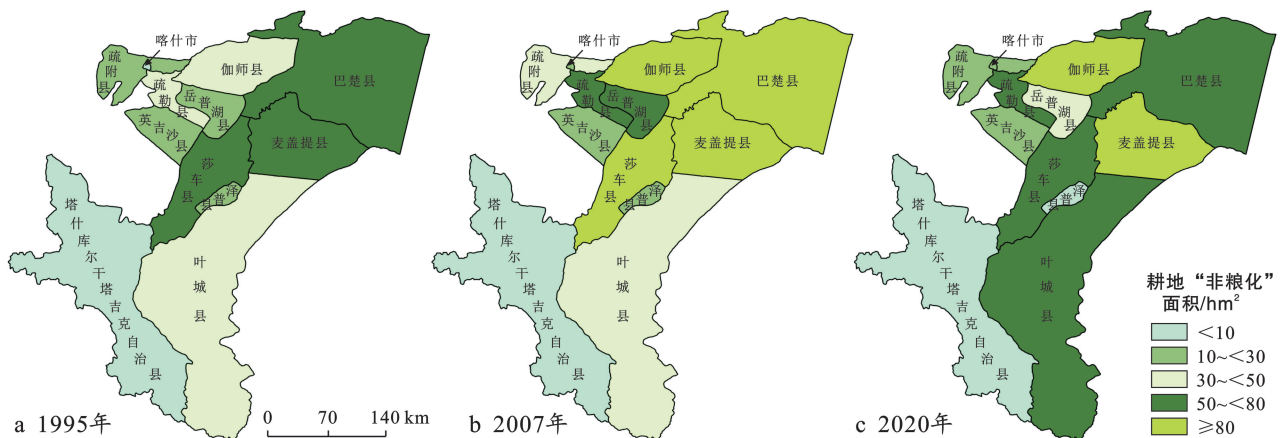 喀什市
疏附县
疏勒县
伽师县
巴楚县
岳普湖县
英吉沙县
麦盖提县
莎车县
泽普县
塔什库尔干塔吉克自治县
叶城县
a 1995年
0 70 140 km
喀什市
疏附县
疏勒县
伽师县
巴楚县
岳普湖县
英吉沙县
麦盖提县
莎车县
泽普县
塔什库尔干塔吉克自治县
叶城县
b 2007年
喀什市
疏附县
疏勒县
伽师县
巴楚县
岳普湖县
英吉沙县
麦盖提县
莎车县
泽普县
塔什库尔干塔吉克自治县
叶城县
c 2020年
耕地“非粮化”
面积/hm²
<10
10~<30
30~<50
50~<80
≥80